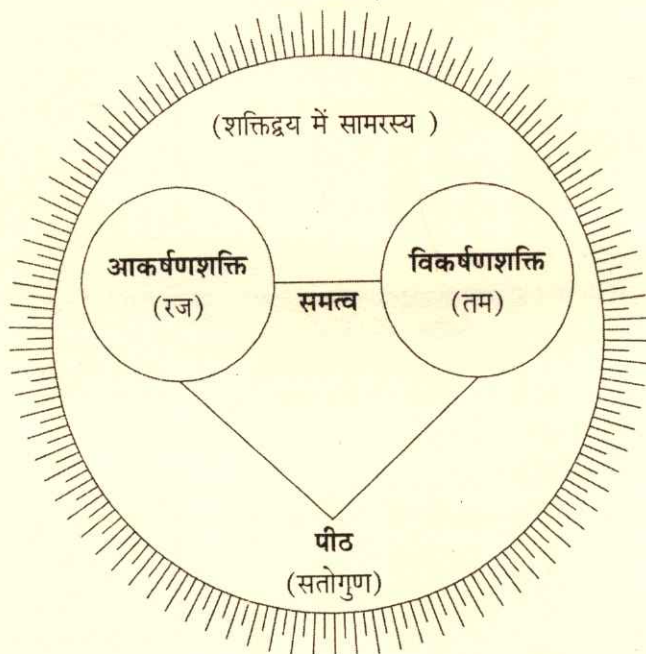 (शक्तिद्वय में सामरस्य )
आकर्षणशक्ति
(रज)
समत्व
विकर्षणशक्ति
(तम)
पीठ
(सतोगुण)